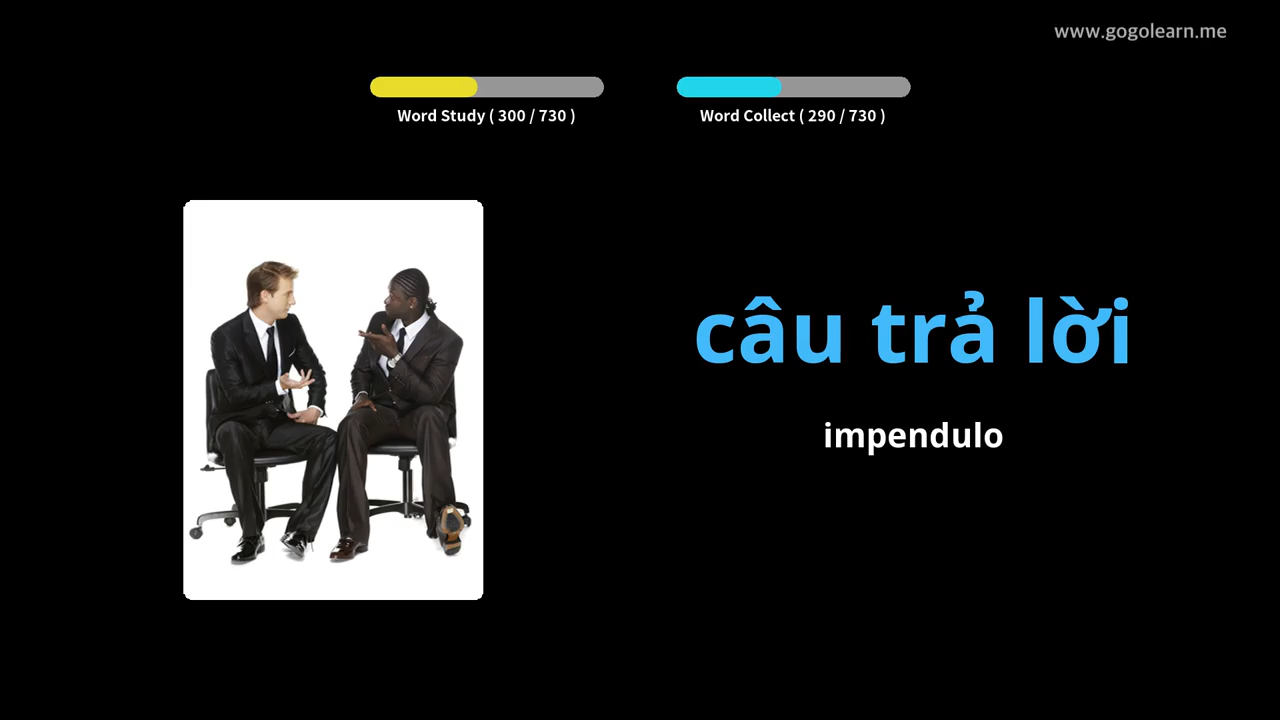 www.gogolearn.me
Word Study ( 300 / 730 )
Word Collect ( 290 / 730 )
câu trả lời
impendulo